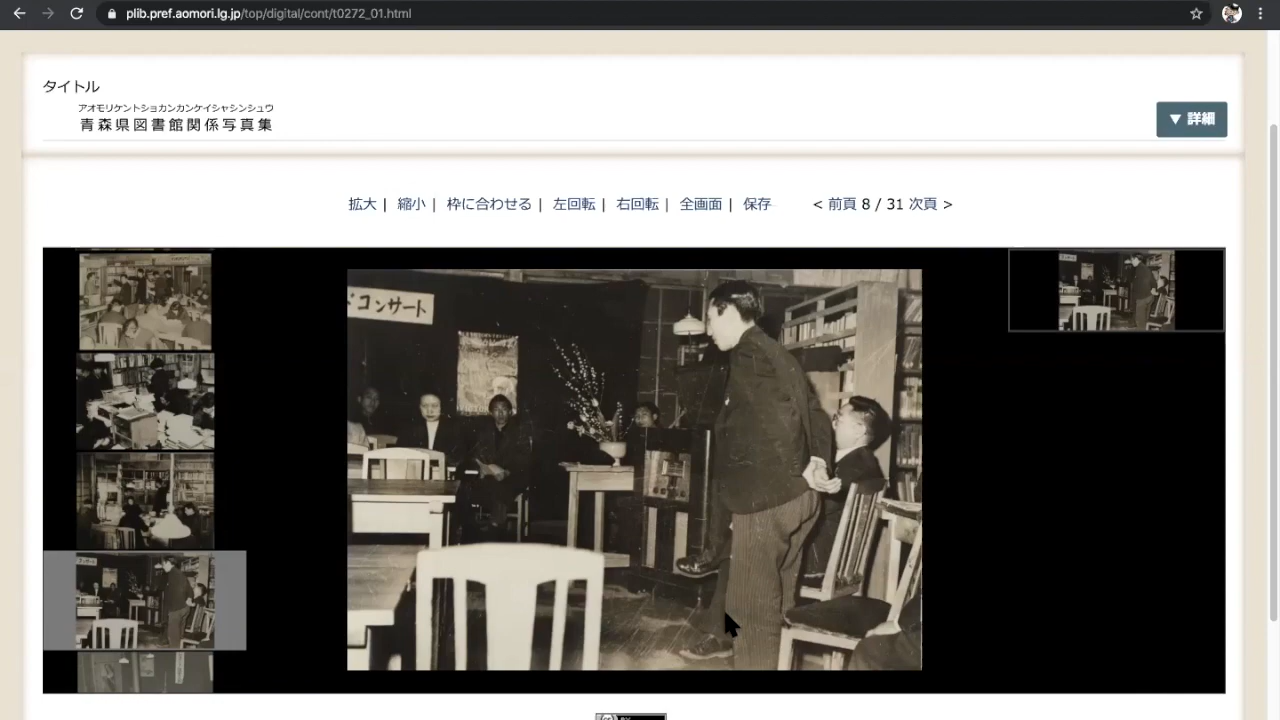 plib.pref.aomori.lg.jp/top/digital/cont/t0272_01.html
タイトル
アオモリケントショカンカンケイシャシンシュウ
青森県図書館関係写真集
▼ 詳細
拡大 | 縮小 | 枠に合わせる | 左回転 | 右回転 | 全画面 | 保存 < 前頁 8 / 31 次頁 >
ドコンサート